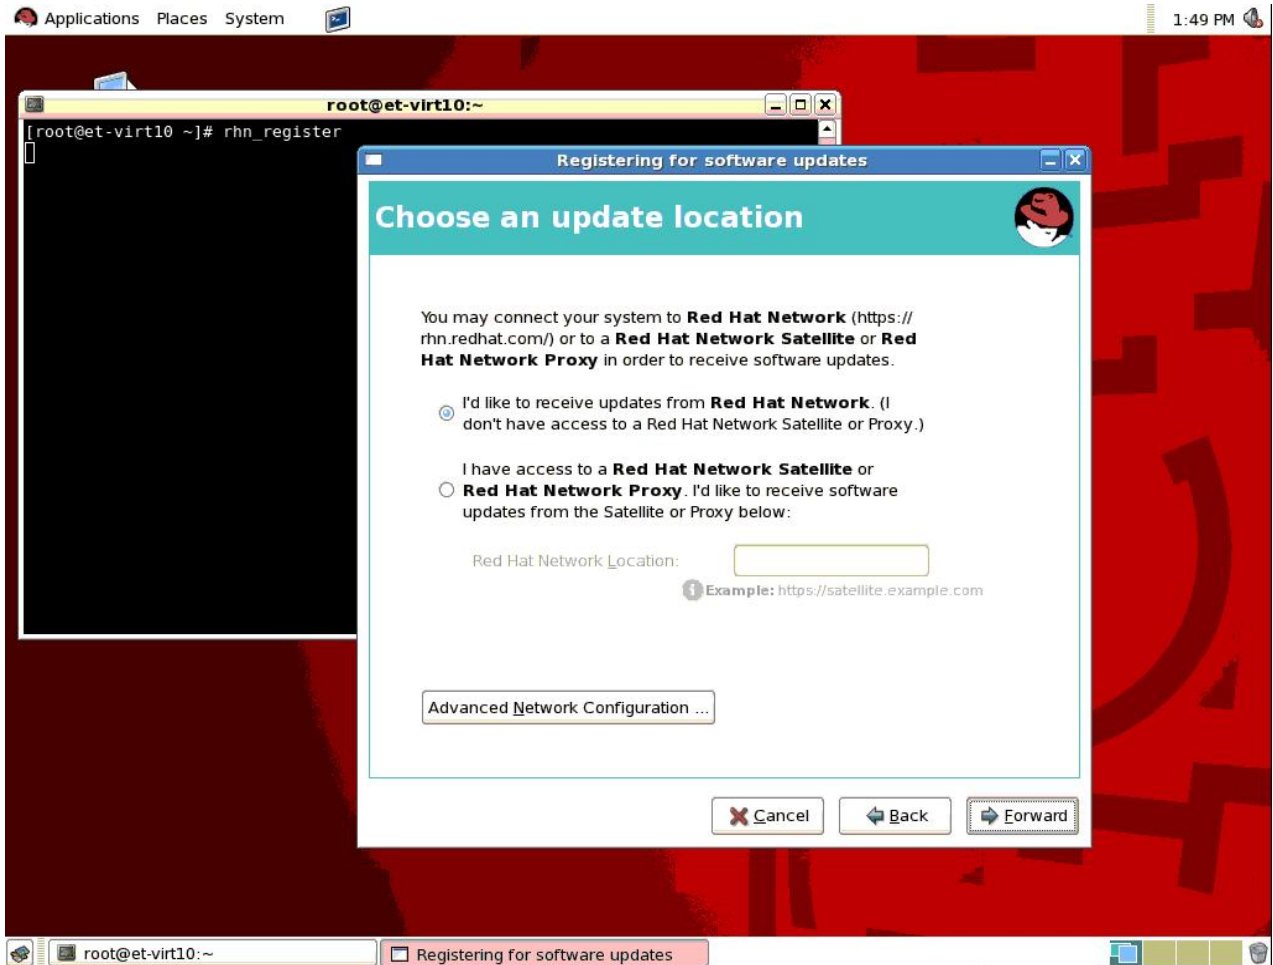 Applications Places System
1:49 PM
root@et-virt10:~
[root@et-virt10 ~]# rhn_register
Registering for software updates
Choose an update location
You may connect your system to Red Hat Network (https://
rhn.redhat.com/) or to a Red Hat Network Satellite or Red
Hat Network Proxy in order to receive software updates.
I'd like to receive updates from Red Hat Network. (I
don't have access to a Red Hat Network Satellite or Proxy.)
I have access to a Red Hat Network Satellite or
Red Hat Network Proxy. I'd like to receive software
updates from the Satellite or Proxy below:
Red Hat Network Location:
Example: https://satellite.example.com
Advanced Network Configuration ...
Cancel Back Forward
root@et-virt10:~ Registering for software updates